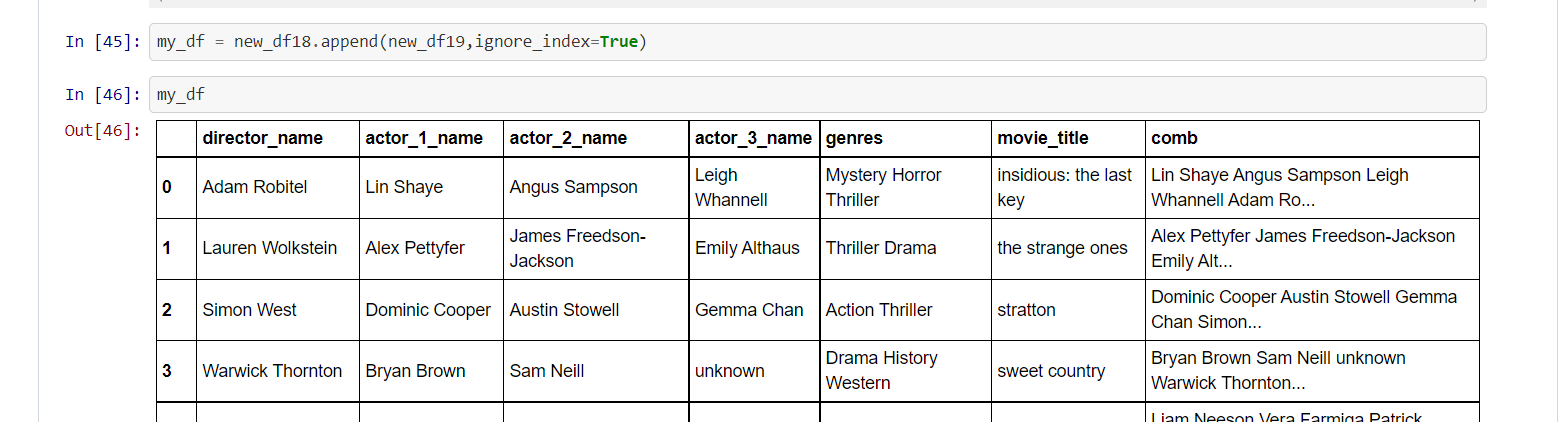 In [45]: my_df = new_df18.append(new_df19,ignore_index=True)
In [46]: my_df
Out[46]:
director_name actor_1_name actor_2_name actor_3_name genres movie_title comb
0 Adam Robitel Lin Shaye Angus Sampson Leigh Whannell Mystery Horror Thriller insidious: the last key Lin Shaye Angus Sampson Leigh Whannell Adam Ro...
1 Lauren Wolkstein Alex Pettyfer James Freedson-Jackson Emily Althaus Thriller Drama the strange ones Alex Pettyfer James Freedson-Jackson Emily Alt...
2 Simon West Dominic Cooper Austin Stowell Gemma Chan Action Thriller stratton Dominic Cooper Austin Stowell Gemma Chan Simon...
3 Warwick Thornton Bryan Brown Sam Neill unknown Drama History Western sweet country Bryan Brown Sam Neill unknown Warwick Thornton...
Liam Neeson Vera Farmiga Patrick